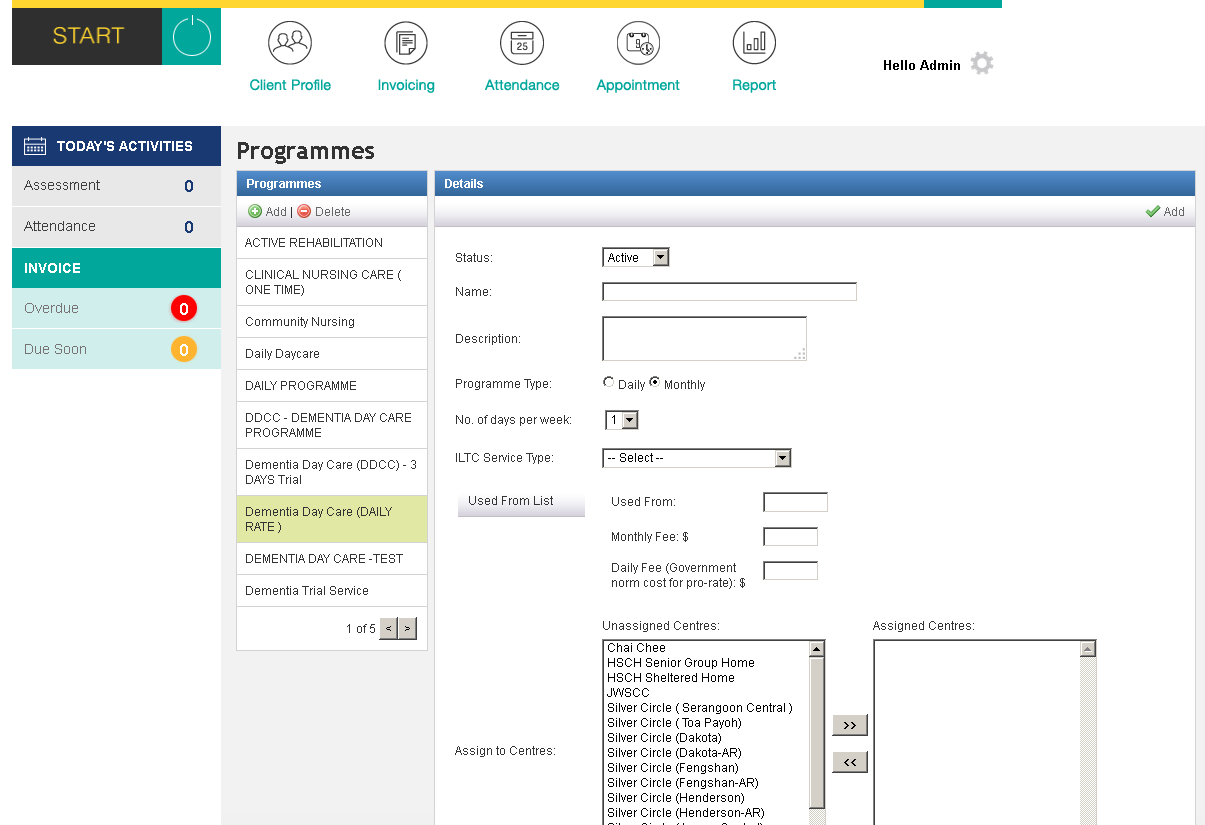 START
Client Profile
Invoicing
25
Attendance
9
Appointment
Report
Hello Admin
TODAY'S ACTIVITIES
Assessment 0
Attendance 0
INVOICE
Overdue 0
Due Soon 0
Programmes
Programmes
Add | Delete
ACTIVE REHABILITATION
CLINICAL NURSING CARE (
ONE TIME)
Community Nursing
Daily Daycare
DAILY PROGRAMME
DDCC - DEMENTIA DAY CARE
PROGRAMME
Dementia Day Care (DDCC) - 3
DAYS Trial
Dementia Day Care (DAILY
RATE )
DEMENTIA DAY CARE -TEST
Dementia Trial Service
1 of 5 < >
Details
Add
Status: Active
Name:
Description:
Programme Type: Daily Monthly
No. of days per week: 1
ILTC Service Type: -- Select --
Used From List
Used From:
Monthly Fee: $
Daily Fee (Government
norm cost for pro-rate): $
Unassigned Centres:
Assigned Centres:
Assign to Centres:
Chai Chee
HSCH Senior Group Home
HSCH Sheltered Home
JWSCC
Silver Circle ( Serangoon Central )
Silver Circle ( Toa Payoh)
Silver Circle (Dakota)
Silver Circle (Dakota-AR)
Silver Circle (Fengshan)
Silver Circle (Fengshan-AR)
Silver Circle (Henderson)
Silver Circle (Henderson-AR)
>>
<<